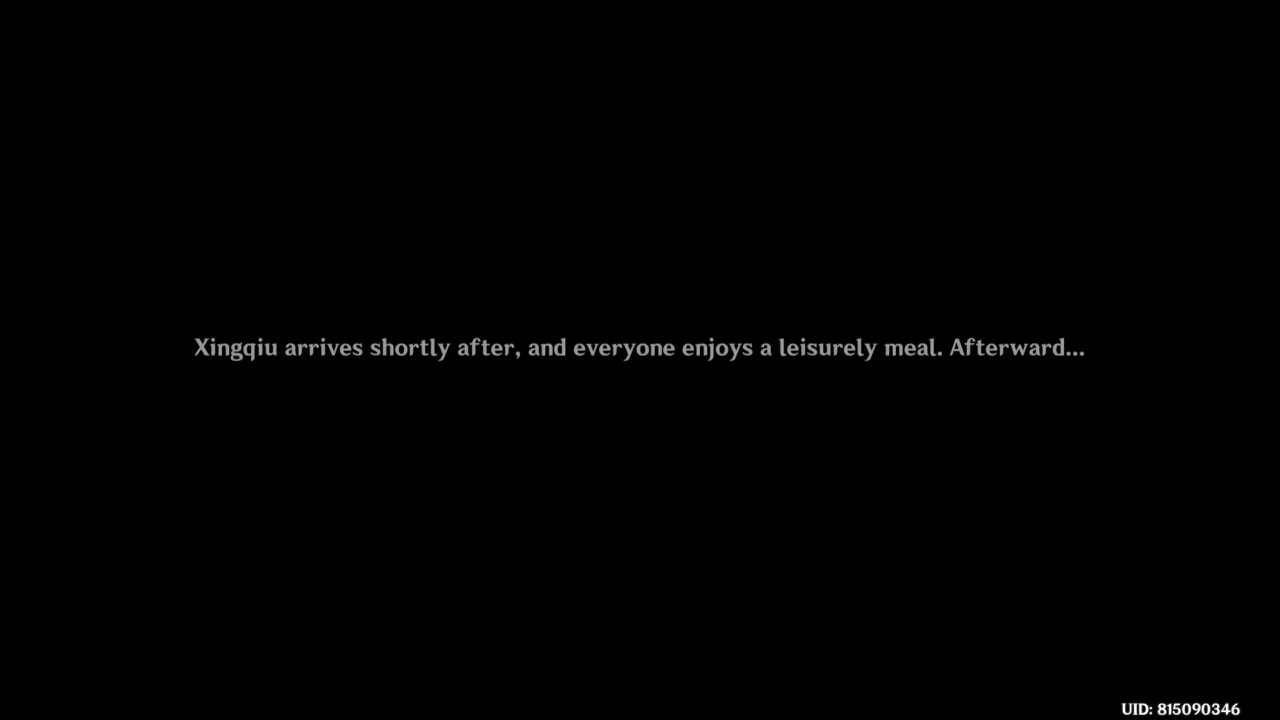 Xingqiu arrives shortly after, and everyone enjoys a leisurely meal. Afterward...
UID: 815090346